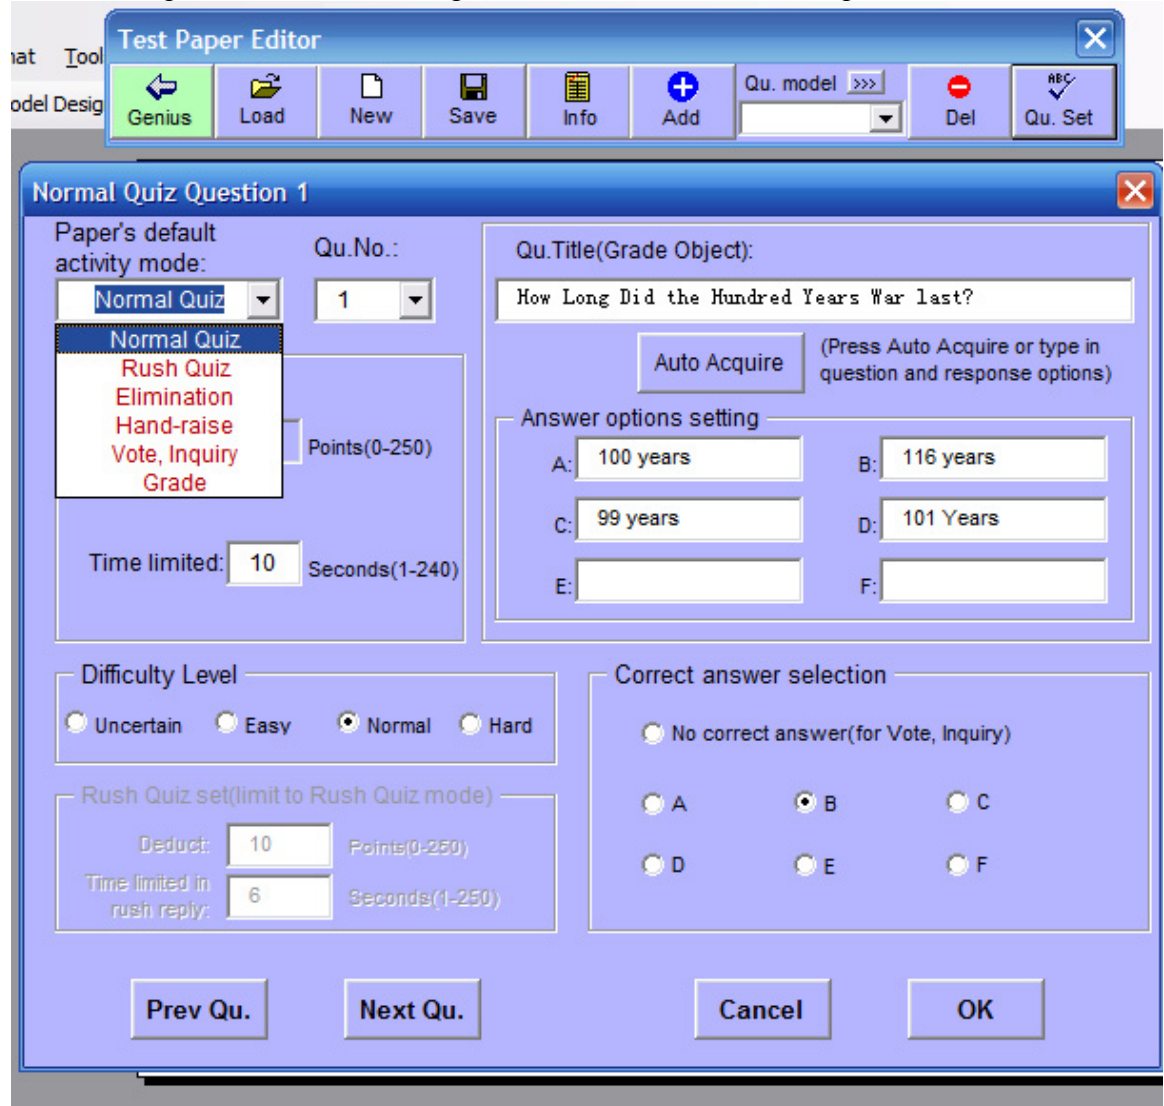 Test Paper Editor
nat Tool
odel Desig
Genius Load New Save Info Add Qu. model >>> Del Qu. Set
ABC
Normal Quiz Question 1
Paper's default
activity mode:
Qu.No.:
Normal Quiz
1
Normal Quiz
Rush Quiz
Elimination
Hand-raise
Vote, Inquiry
Grade
Points(0-250)
Time limited: 10 Seconds(1-240)
Qu.Title(Grade Object):
How Long Did the Hundred Years War last?
Auto Acquire
(Press Auto Acquire or type in
question and response options)
Answer options setting
A: 100 years B: 116 years
C: 99 years D: 101 Years
E: F:
Difficulty Level
Uncertain Easy Normal Hard
Rush Quiz set(limit to Rush Quiz mode)
Deduct: 10 Points(0-250)
Time limited in
rush reply: 6 Seconds(1-250)
Correct answer selection
No correct answer(for Vote, Inquiry)
A B C
D E F
Prev Qu. Next Qu. Cancel OK